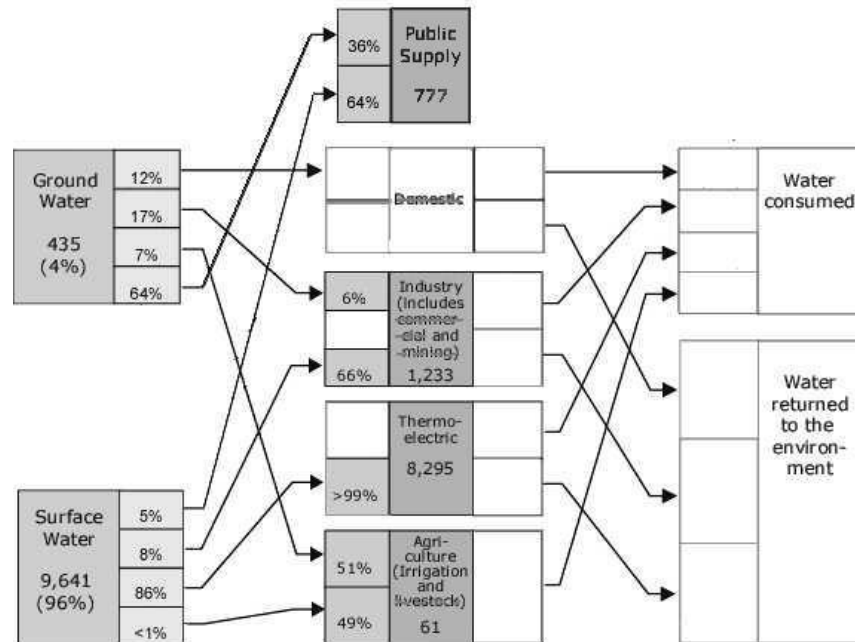 36%
64%
Public
Supply
777
Ground
Water
435
(4%)
12%
17%
7%
64%
Domestic
Water
consumed
6%
66%
Industry
(includes
commer-
cial and
mining)
1,233
Thermo-
electric
8,295
>99%
Water
returned
to the
environ-
ment
Surface
Water
9,641
(96%)
5%
8%
86%
<1%
51%
49%
Agri-
culture
(Irrigation
and
livestock)
61